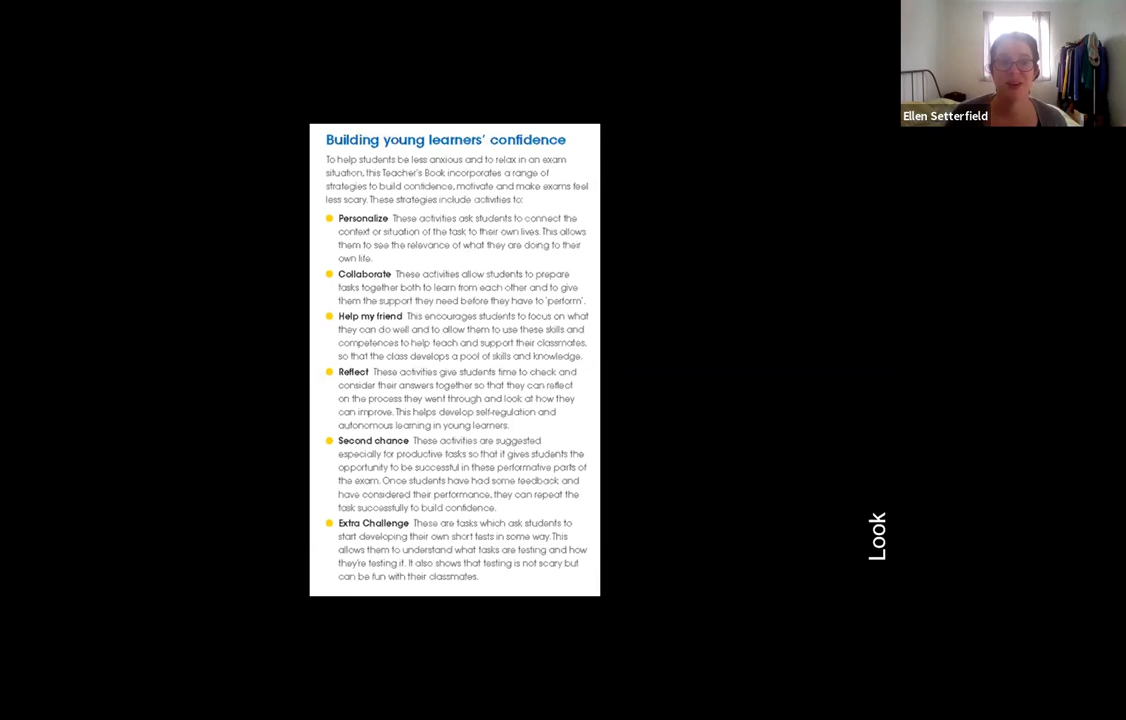 Building young learners' confidence
To help students be less anxious and to relax in an exam
situation, this Teacher's Book incorporates a range of
strategies to build confidence, motivate and make exams feel
less scary. These strategies include activities to:
Personalize These activities ask students to connect the
context or situation of the task to their own lives. This allows
them to see the relevance of what they are doing to their
own life.
Collaborate These activities allow students to prepare
tasks together both to learn from each other and to give
them the support they need before they have to 'perform'.
Help my friend This encourages students to focus on what
they can do well and to allow them to use these skills and
competences to help teach and support their classmates,
so that the class develops a pool of skills and knowledge.
Reflect These activities give students time to check and
consider their answers together so that they can reflect
on the process they went through and look at how they
can improve. This helps develop self-regulation and
autonomous learning in young learners.
Second chance These activities are suggested
especially for productive tasks so that it gives students the
opportunity to be successful in these performative parts of
the exam. Once students have had some feedback and
have considered their performance, they can repeat the
task successfully to build confidence.
Extra Challenge These are tasks which ask students to
start developing their own short tests in some way. This
allows them to understand what tasks are testing and how
they're testing it. It also shows that testing is not scary but
can be fun with their classmates.
Look
Ellen Setterfield